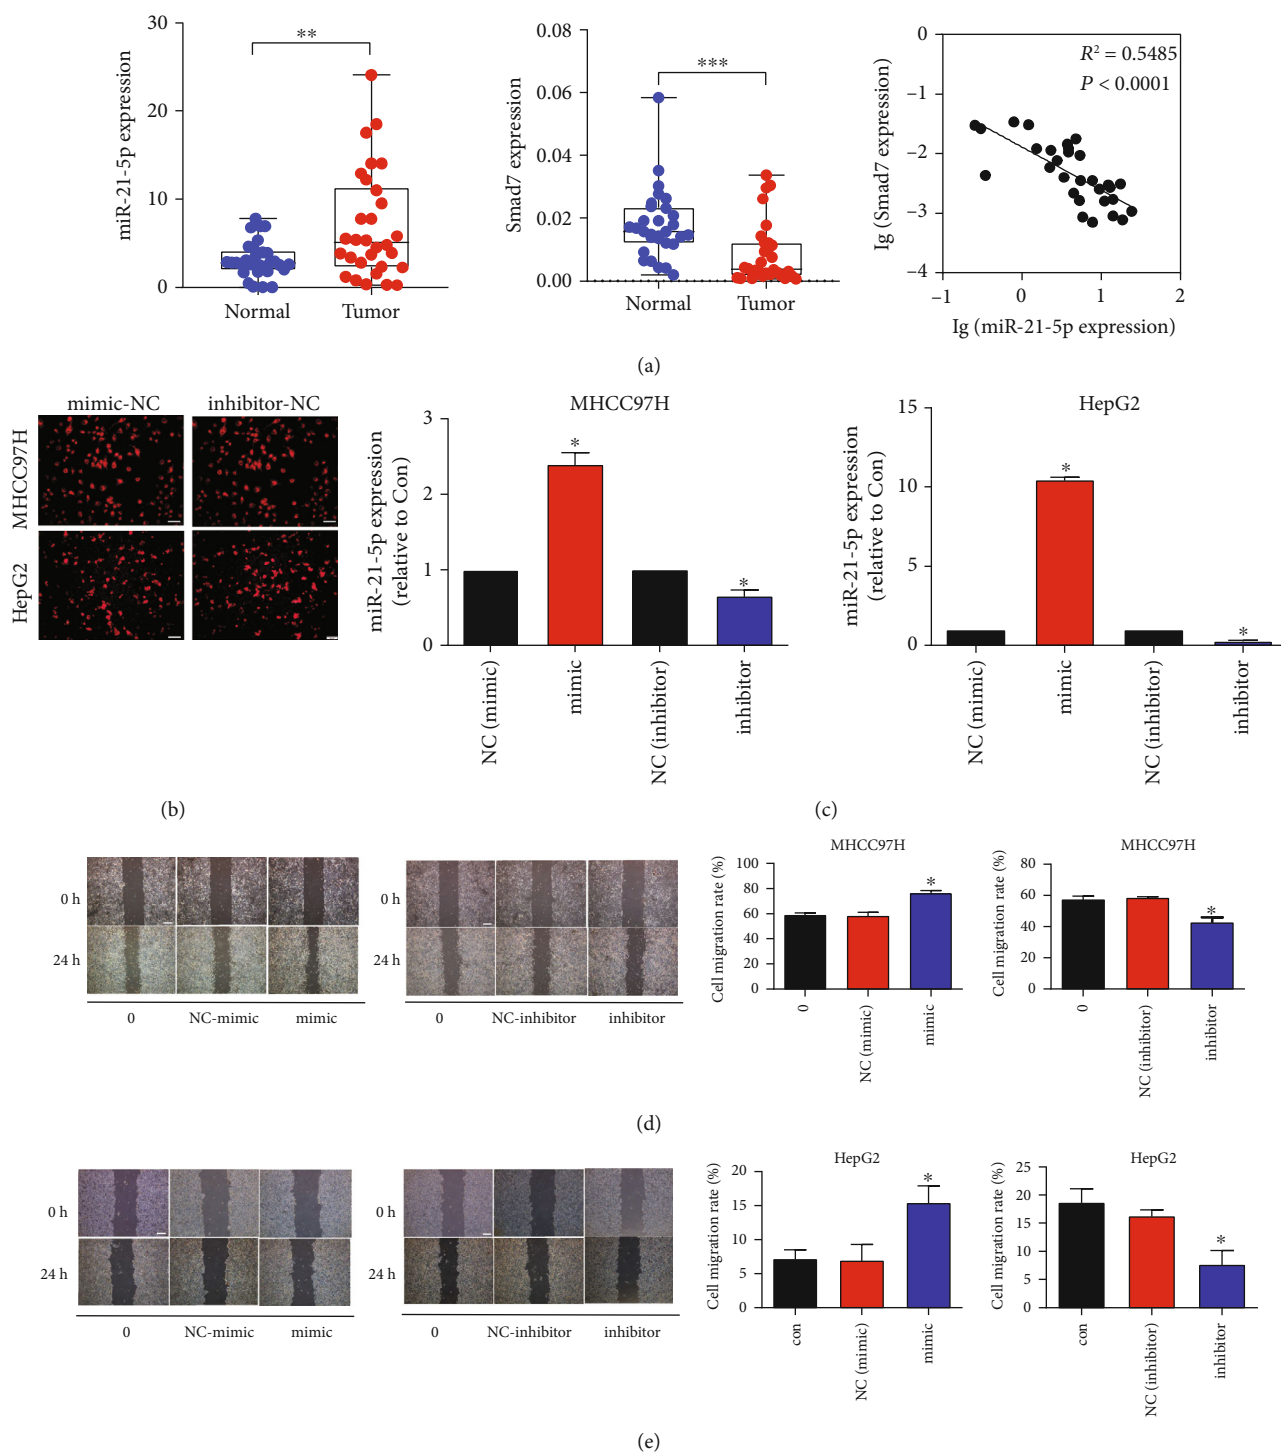 30
20
10
0
miR-21-5p expression
**
Normal
Tumor
0.08
0.06
0.04
0.02
0.00
Smad7 expression
***
Normal
Tumor
0
−1
−2
−3
−4
Ig (Smad7 expression)
R² = 0.5485
P < 0.0001
−1
0
1
2
Ig (miR-21-5p expression)
(a)
mimic-NC
inhibitor-NC
MHCC97H
HepG2
(b)
MHCC97H
3
2
1
0
miR-21-5p expression
(relative to Con)
*
*
NC (mimic)
mimic
NC (inhibitor)
inhibitor
HepG2
15
10
5
0
miR-21-5p expression
(relative to Con)
*
*
NC (mimic)
mimic
NC (inhibitor)
inhibitor
(c)
0 h
24 h
0
NC-mimic
mimic
0 h
24 h
0
NC-inhibitor
inhibitor
MHCC97H
100
80
60
40
20
0
Cell migration rate (%)
*
0
NC (mimic)
mimic
MHCC97H
80
60
40
20
0
Cell migration rate (%)
*
0
NC (inhibitor)
inhibitor
(d)
0 h
24 h
0
NC-mimic
mimic
0 h
24 h
0
NC-inhibitor
inhibitor
HepG2
20
15
10
5
0
Cell migration rate (%)
*
con
NC (mimic)
mimic
HepG2
25
20
15
10
5
0
Cell migration rate (%)
*
con
NC (inhibitor)
inhibitor
(e)